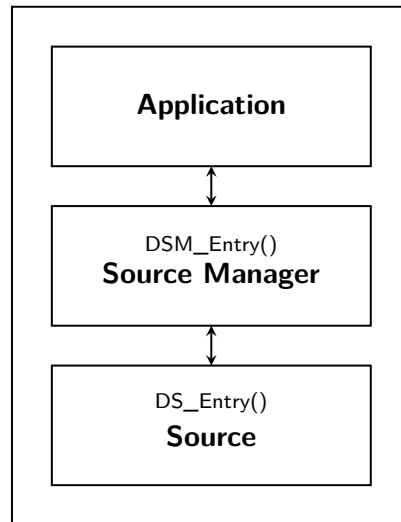 Application
DSM_Entry()
Source Manager
DS_Entry()
Source